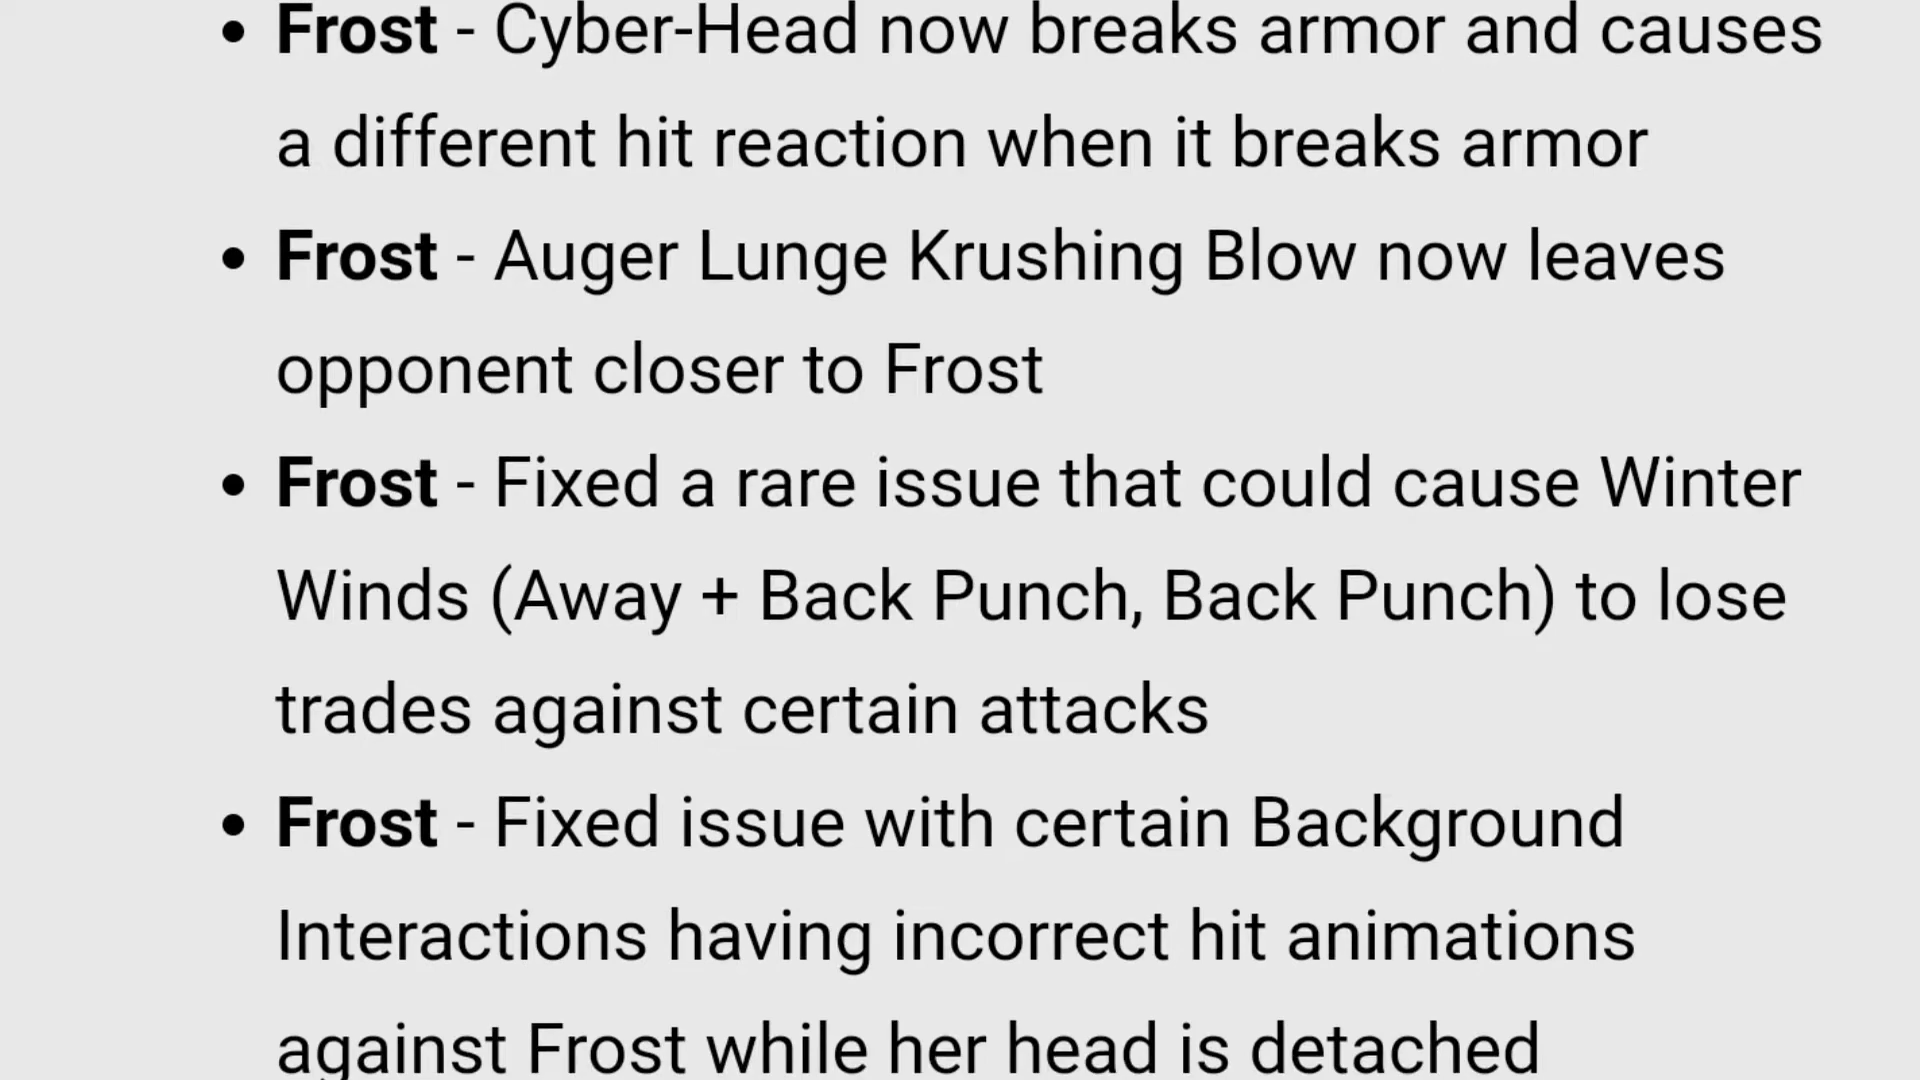 • Frost - Cyber-Head now breaks armor and causes
a different hit reaction when it breaks armor
• Frost - Auger Lunge Krushing Blow now leaves
opponent closer to Frost
• Frost - Fixed a rare issue that could cause Winter
Winds (Away + Back Punch, Back Punch) to lose
trades against certain attacks
• Frost - Fixed issue with certain Background
Interactions having incorrect hit animations
against Frost while her head is detached